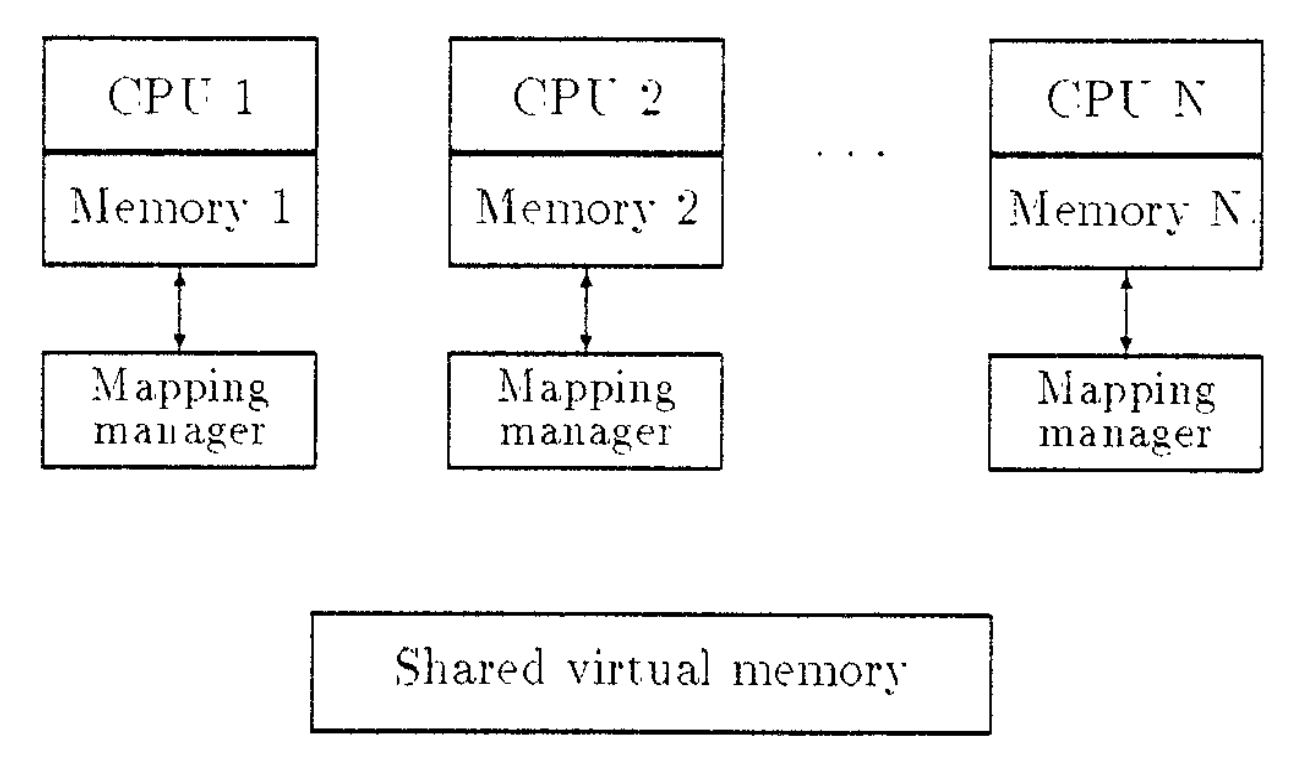 CPU 1
CPU 2
CPU N
. . .
Memory 1
Memory 2
Memory N
Mapping
manager
Mapping
manager
Mapping
manager
Shared virtual memory